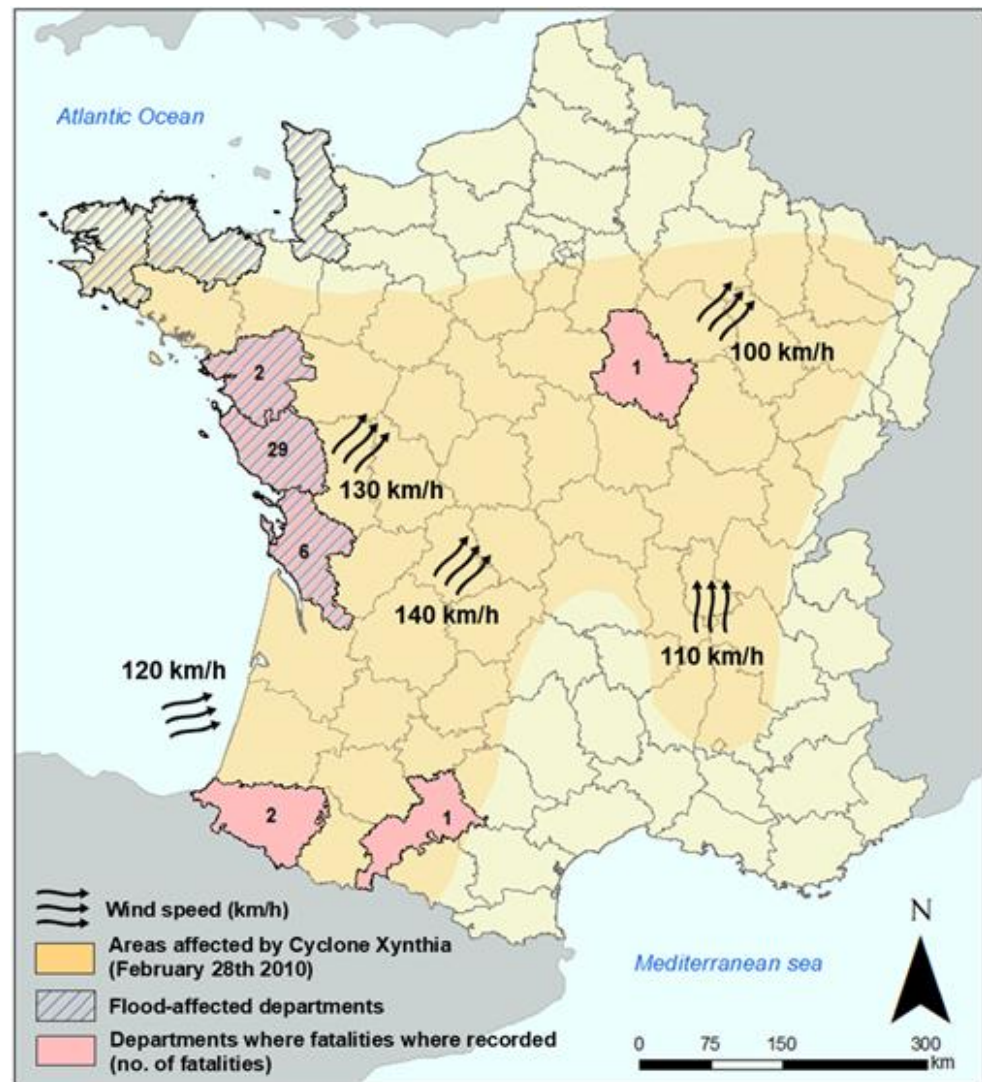 Atlantic Ocean
100 km/h
1
2
29
130 km/h
6
140 km/h
110 km/h
120 km/h
2
1
Wind speed (km/h)
Areas affected by Cyclone Xynthia
(February 28th 2010)
Flood-affected departments
Departments where fatalities where recorded
(no. of fatalities)
Mediterranean sea
N
0 75 150 300
km